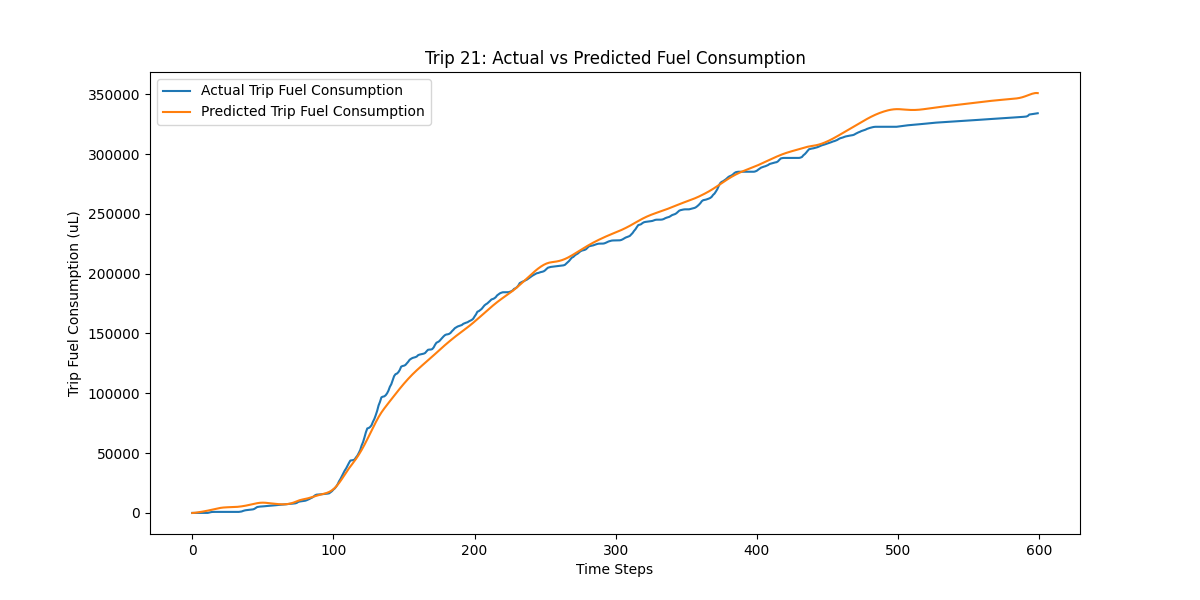 Trip 21: Actual vs Predicted Fuel Consumption
Actual Trip Fuel Consumption
Predicted Trip Fuel Consumption
Trip Fuel Consumption (uL)
350000
300000
250000
200000
150000
100000
50000
0
0 100 200 300 400 500 600
Time Steps